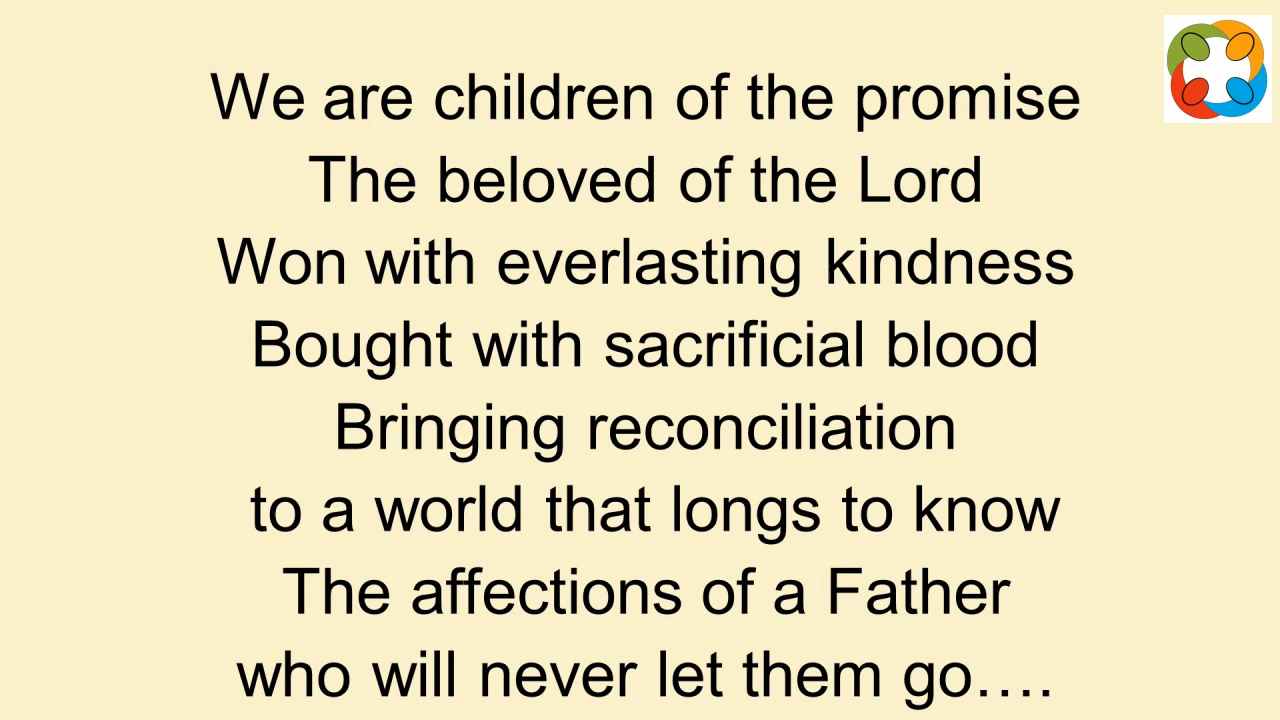 We are children of the promise
The beloved of the Lord
Won with everlasting kindness
Bought with sacrificial blood
Bringing reconciliation
to a world that longs to know
The affections of a Father
who will never let them go….